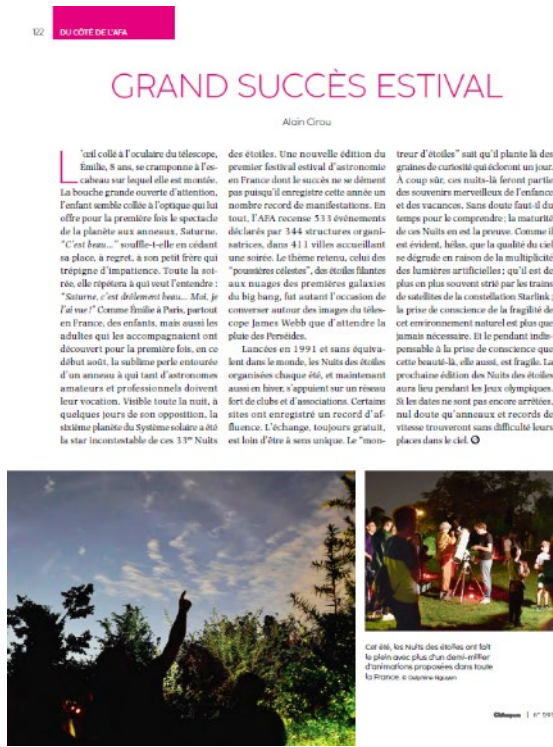 122
DU CÔTÉ DE L'AFA
GRAND SUCCÈS ESTIVAL
Alain Cirou
L'œil collé à l'oculaire du télescope,
Émilie, 8 ans, se cramponne à l'es-
cabeau sur lequel elle est montée.
La bouche grande ouverte d'attention,
l'enfant semble collée à l'optique qui lui
offre pour la première fois le spectacle
de la planète aux anneaux, Saturne.
"C'est beau..." souffle-t-elle en cédant
sa place, à regret, à son petit frère qui
trépigne d'impatience. Toute la soi-
rée, elle répétera à qui veut l'entendre :
"Saturne, c'est drôlement beau... Moi, je
l'ai vue !" Comme Émilie à Paris, partout
en France, des enfants, mais aussi les
adultes qui les accompagnaient ont
découvert pour la première fois, en ce
début août, la sublime perle entourée
d'un anneau à qui tant d'astronomes
amateurs et professionnels doivent
leur vocation. Visible toute la nuit, à
quelques jours de son opposition, la
sixième planète du Système solaire a été
la star incontestable de ces 33es Nuits
des étoiles. Une nouvelle édition du
premier festival estival d'astronomie
en France dont le succès ne se dément
pas puisqu'il enregistre cette année un
nombre record de manifestations. En
tout, l'AFA recense 533 événements
déclarés par 344 structures organi-
satrices, dans 411 villes accueillant
une soirée. Le thème retenu, celui des
"poussières célestes", des étoiles filantes
aux nuages des premières galaxies
du big bang, fut autant l'occasion de
converser autour des images du téles-
cope James Webb que d'attendre la
pluie des Perséides.
Lancées en 1991 et sans équiva-
lent dans le monde, les Nuits des étoiles
organisées chaque été, et maintenant
aussi en hiver, s'appuient sur un réseau
fort de clubs et d'associations. Certains
sites ont enregistré un record d'af-
fluence. L'échange, toujours gratuit,
est loin d'être à sens unique. Le "mon-
treur d'étoiles" sait qu'il plante là des
graines de curiosité qui écloront un jour.
À coup sûr, ces nuits-là feront partie
des souvenirs merveilleux de l'enfance
et des vacances. Sans doute faut-il du
temps pour le comprendre ; la maturité
de ces Nuits en est la preuve. Comme il
est évident, hélas, que la qualité du ciel
se dégrade en raison de la multiplicité
des lumières artificielles ; qu'il est de
plus en plus souvent strié par les trains
de satellites de la constellation Starlink ;
la prise de conscience de la fragilité de
cet environnement naturel est plus que
jamais nécessaire. Et le pendant indis-
pensable à la prise de conscience que
cette beauté-là, elle aussi, est fragile. La
prochaine édition des Nuits des étoiles
aura lieu pendant les Jeux olympiques.
Si les dates ne sont pas encore arrêtées,
nul doute qu'anneaux et records de
vitesse trouveront sans difficulté leurs
places dans le ciel.
Cet été, les Nuits des étoiles ont fait
le plein avec plus d'un demi-millier
d'animations proposées dans toute
la France. © Delphine Nguyen
| n°